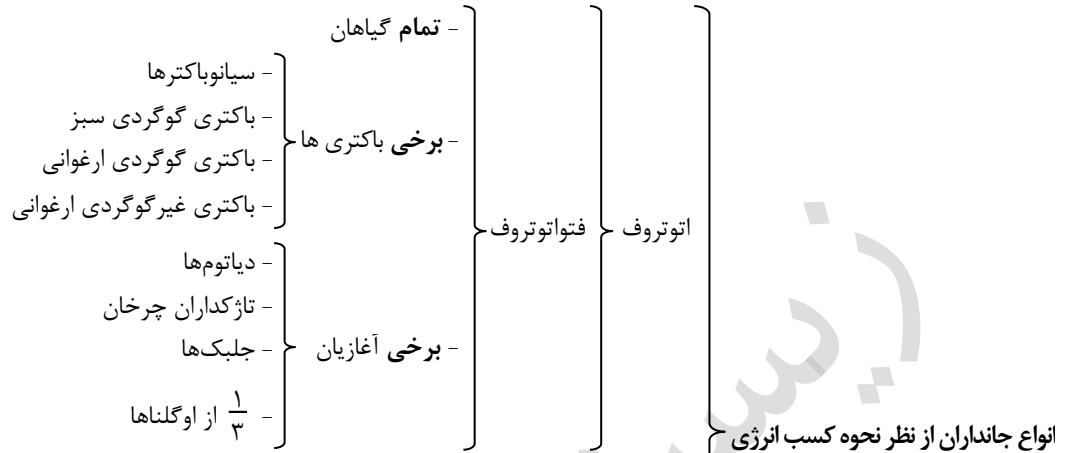 انواع جانداران از نظر نحوه کسب انرژی
اتوتروف
فتواتوتروف
- تمام گیاهان
- برخی باکتری ها
- سیانوباکترها
- باکتری گوگردی سبز
- باکتری گوگردی ارغوانی
- باکتری غیرگوگردی ارغوانی
- برخی آغازیان
- دیاتوم‌ها
- تاژکداران چرخان
- جلبک‌ها
- ۱/۳ از اوگلناها